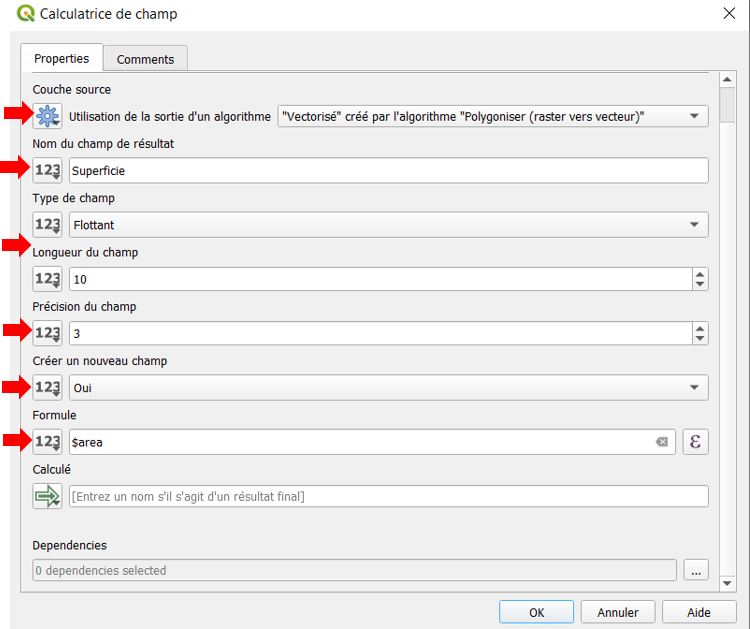 Calculatrice de champ
Properties
Comments
Couche source
Utilisation de la sortie d'un algorithme
"Vectorisé" créé par l'algorithme "Polygoniser (raster vers vecteur)"
Nom du champ de résultat
123 Superficie
Type de champ
123 Flottant
Longueur du champ
123 10
Précision du champ
123 3
Créer un nouveau champ
123 Oui
Formule
123 $area
ε
Calculé
[Entrez un nom s'il s'agit d'un résultat final]
Dependencies
0 dependencies selected
...
OK
Annuler
Aide